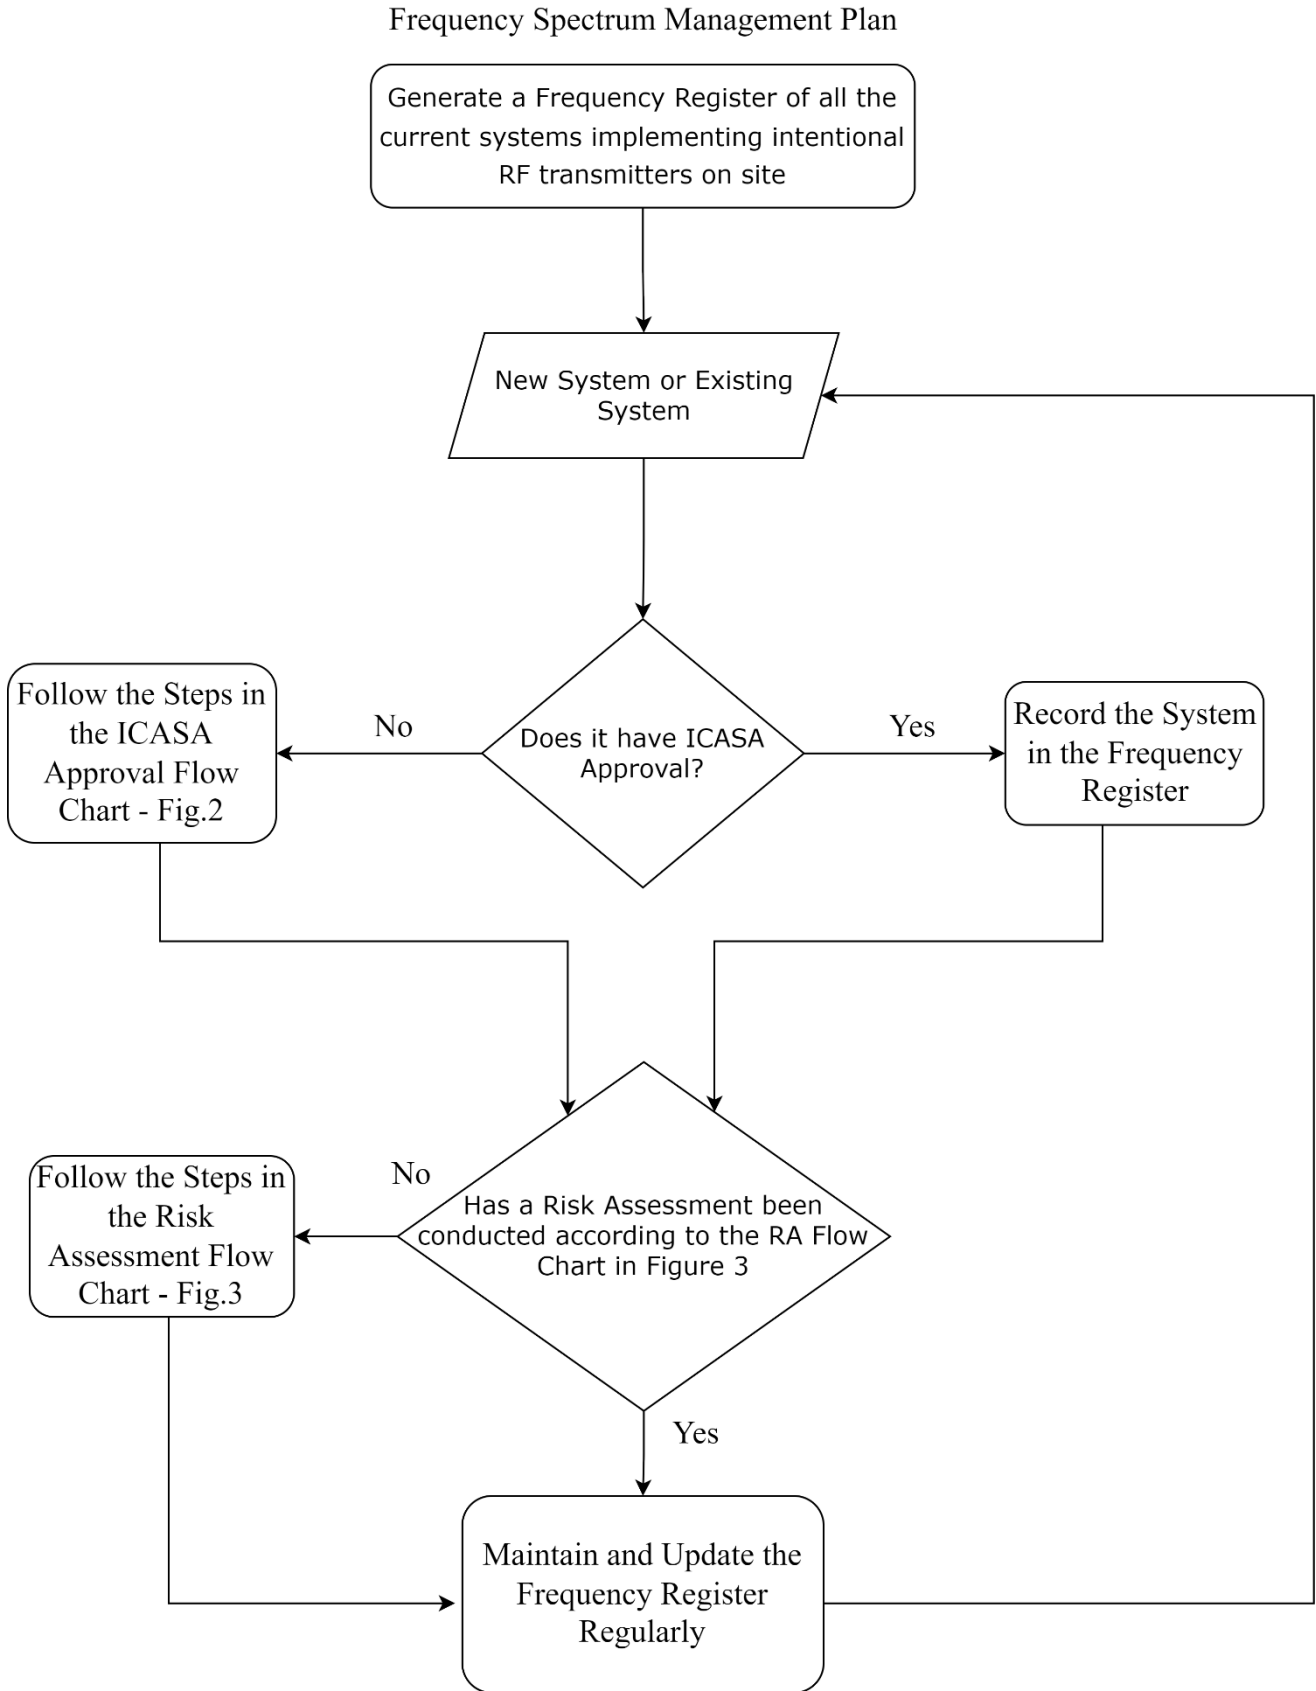 Frequency Spectrum Management Plan
Generate a Frequency Register of all the
current systems implementing intentional
RF transmitters on site
New System or Existing
System
Does it have ICASA
Approval?
No
Yes
Follow the Steps in
the ICASA
Approval Flow
Chart - Fig.2
Record the System
in the Frequency
Register
Has a Risk Assessment been
conducted according to the RA Flow
Chart in Figure 3
No
Follow the Steps in
the Risk
Assessment Flow
Chart - Fig.3
Yes
Maintain and Update the
Frequency Register
Regularly